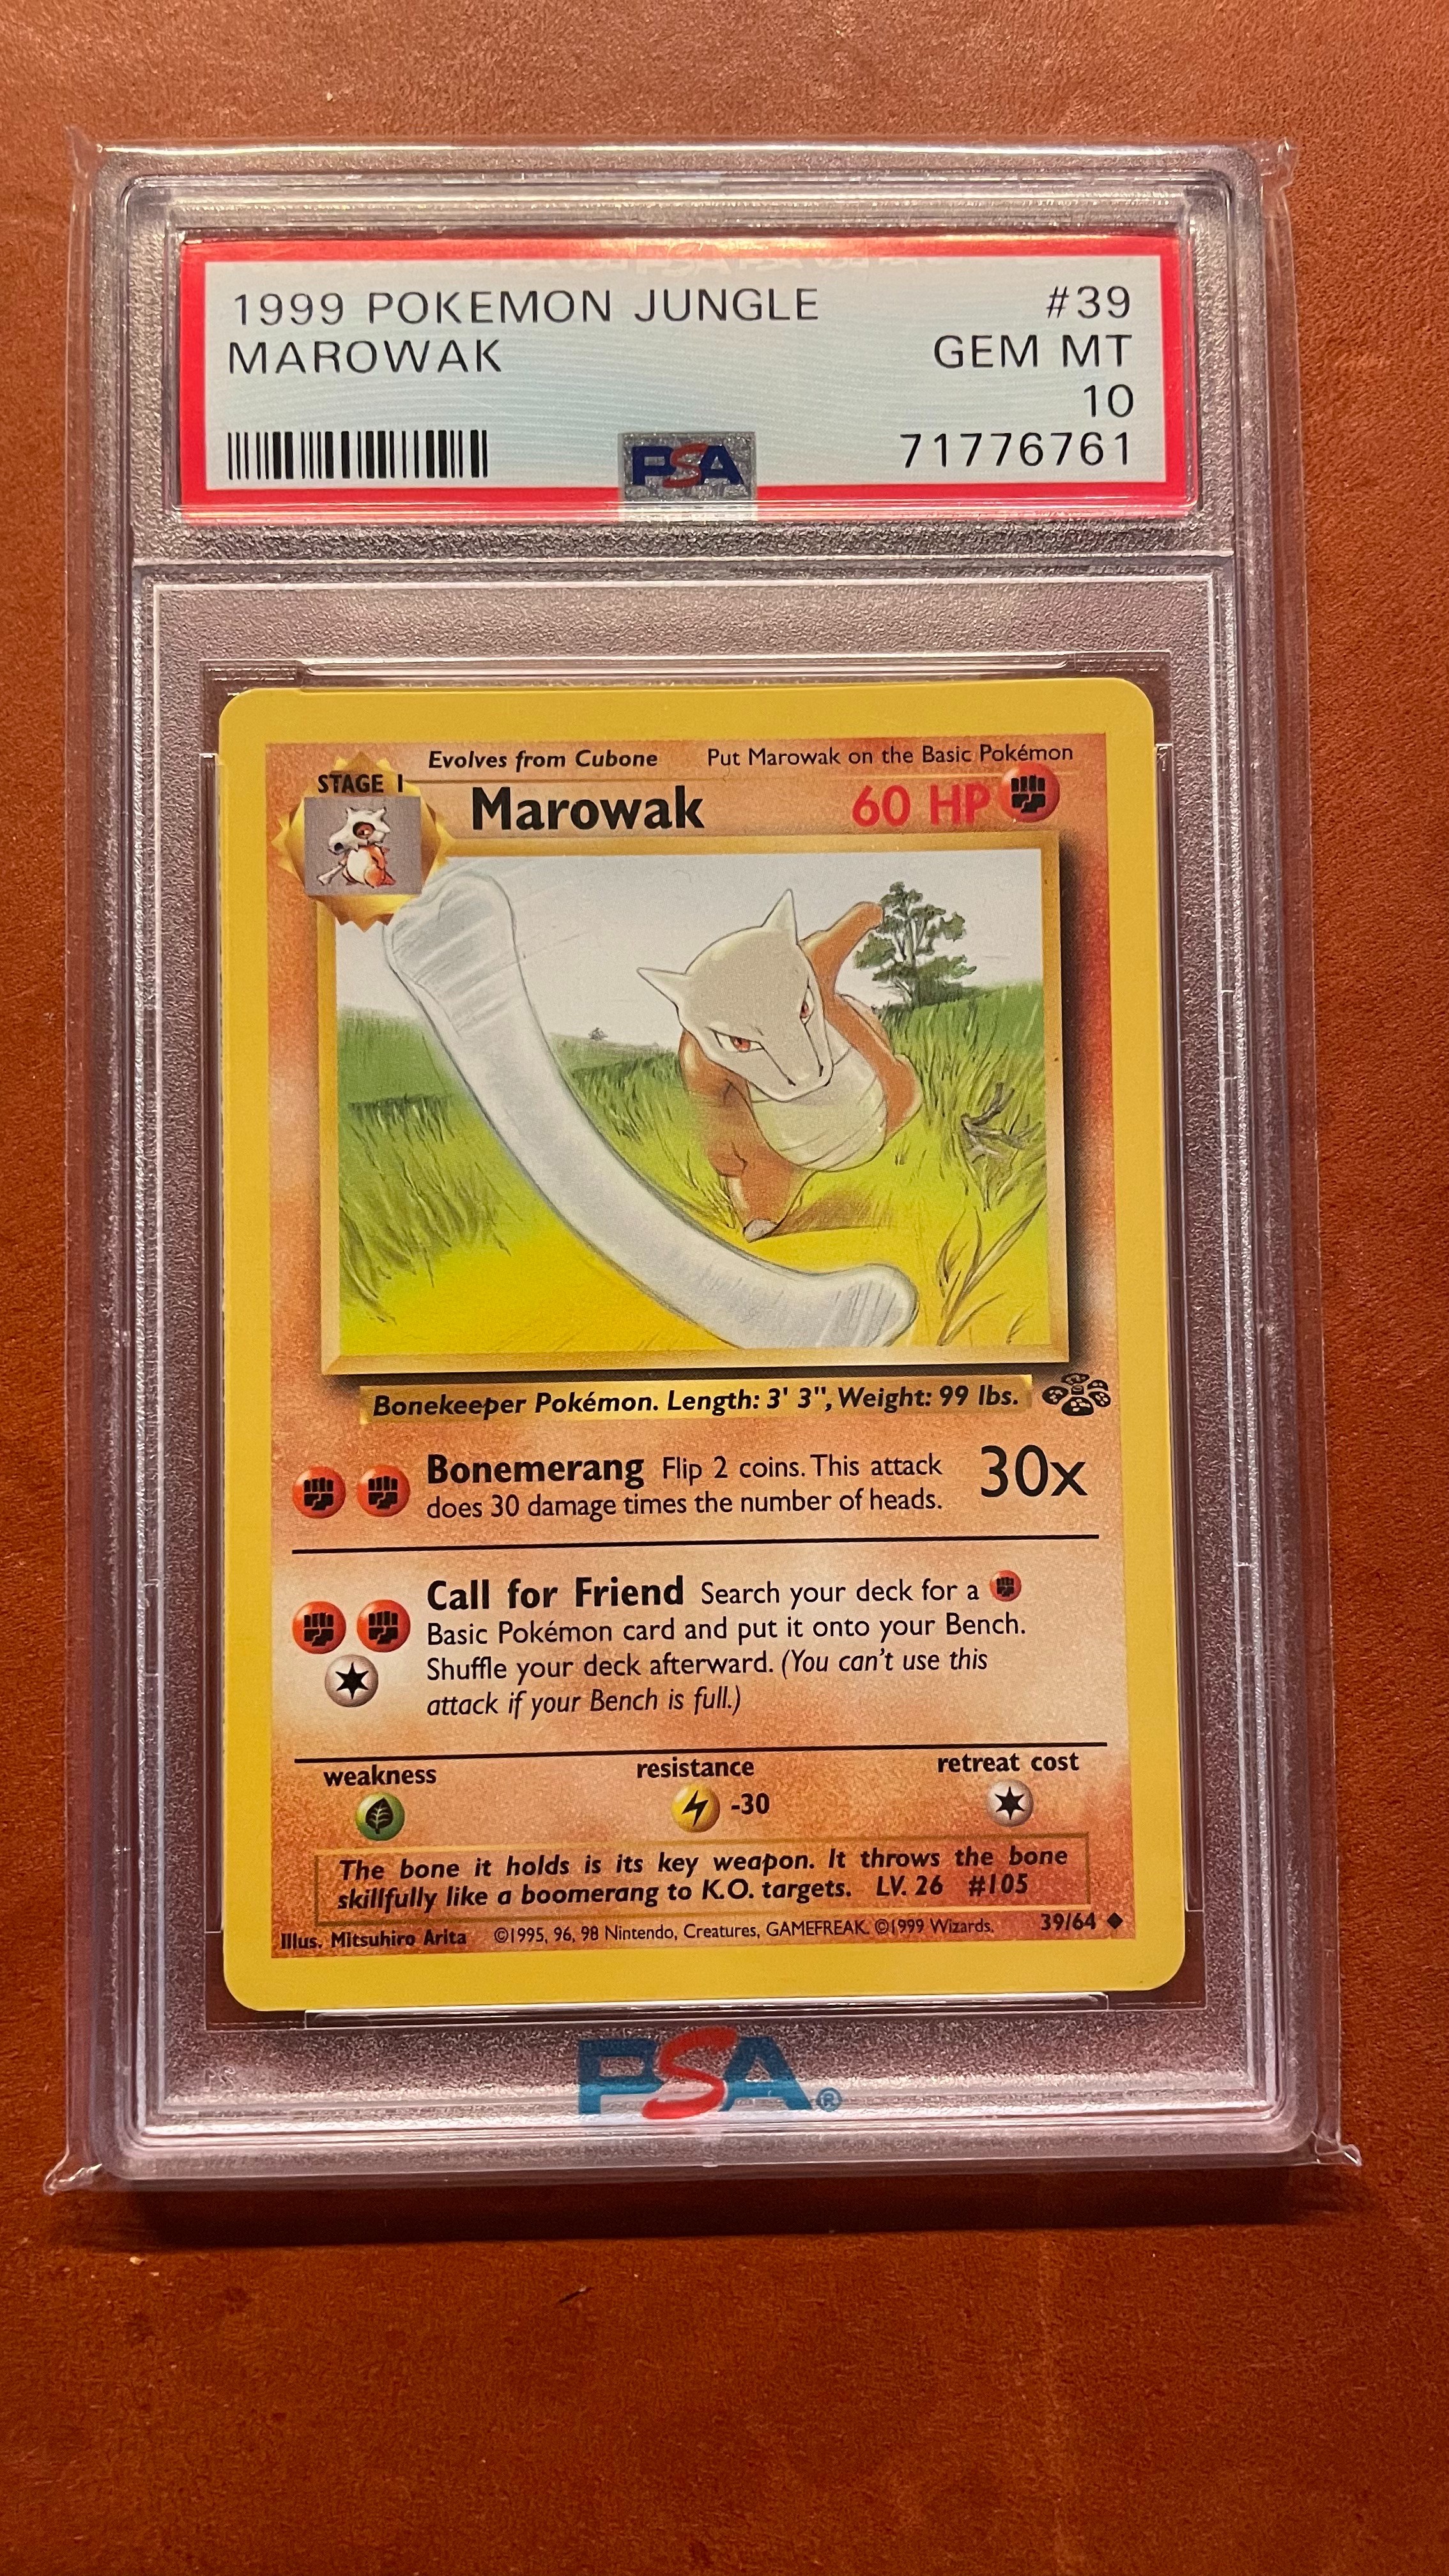 1999 POKEMON JUNGLE #39
MAROWAK GEM MT
10
PSA 71776761
Evolves from Cubone Put Marowak on the Basic Pokémon
STAGE 1
Marowak 60 HP
Bonekeeper Pokémon. Length: 3' 3", Weight: 99 lbs.
Bonemerang Flip 2 coins. This attack 30x
does 30 damage times the number of heads.
Call for Friend Search your deck for a
Basic Pokémon card and put it onto your Bench.
Shuffle your deck afterward. (You can't use this
attack if your Bench is full.)
weakness resistance retreat cost
-30
The bone it holds is its key weapon. It throws the bone
skillfully like a boomerang to K.O. targets. LV. 26 #105
Illus. Mitsuhiro Arita ©1995, 96, 98 Nintendo, Creatures, GAMEFREAK. ©1999 Wizards. 39/64
PSA®